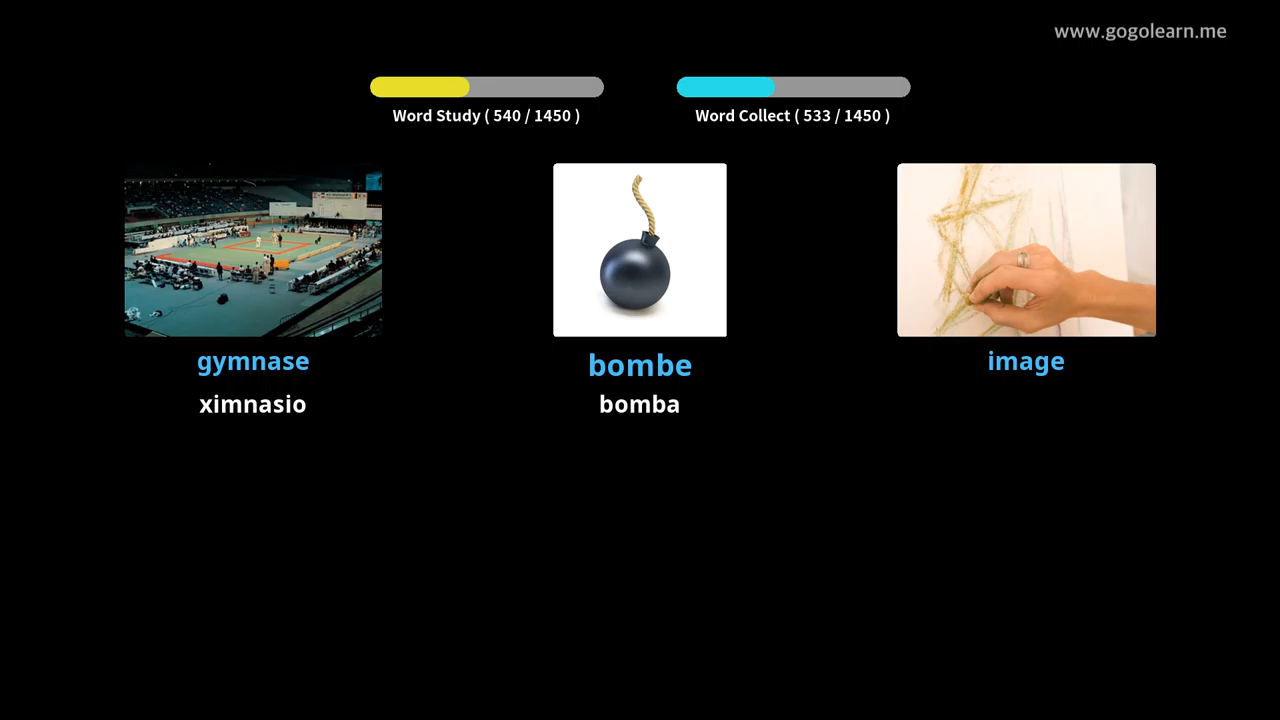 www.gogolearn.me
Word Study ( 540 / 1450 )
Word Collect ( 533 / 1450 )
gymnase
bombe
image
ximnasio
bomba